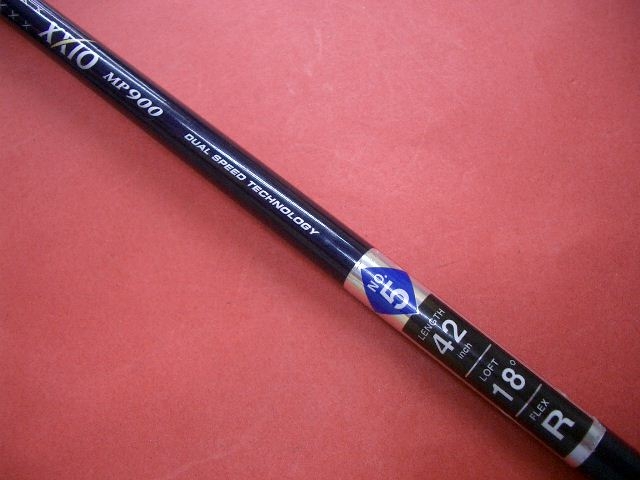 XXIO MP900
DUAL SPEED TECHNOLOGY
NO. 5
LENGTH
42
inch
LOFT
18°
FLEX
R